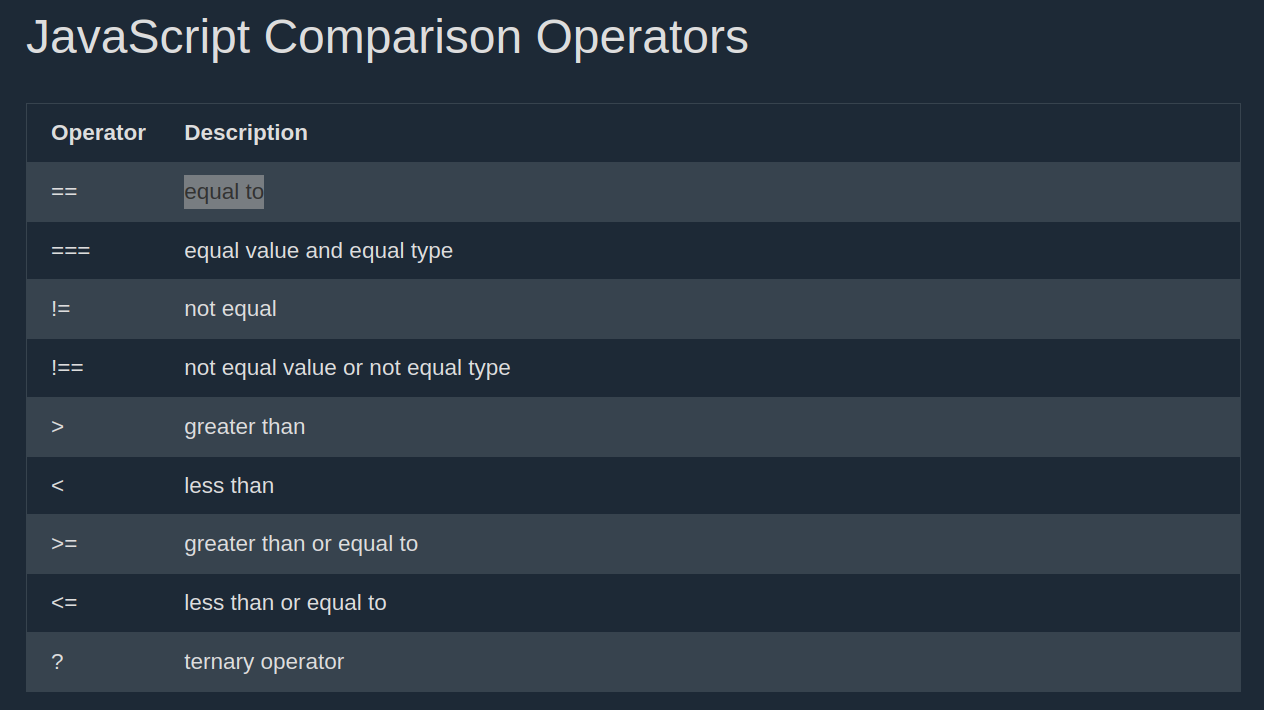 JavaScript Comparison Operators
Operator Description
== equal to
=== equal value and equal type
!= not equal
!== not equal value or not equal type
> greater than
< less than
>= greater than or equal to
<= less than or equal to
? ternary operator